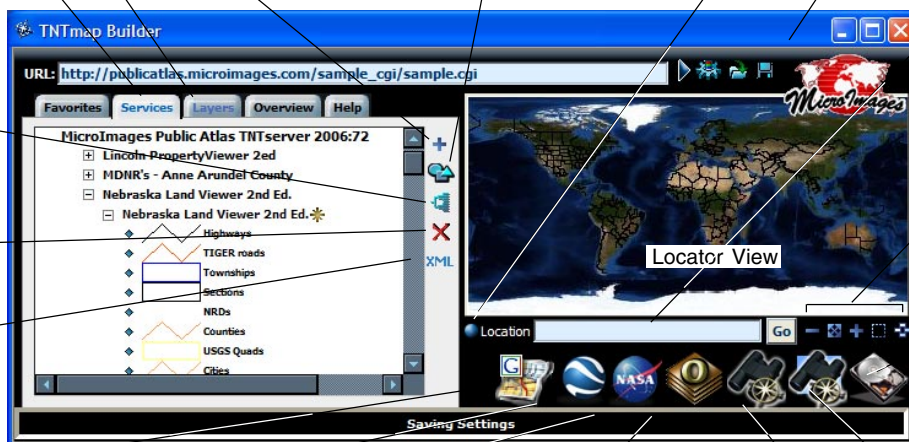 TNTmap Builder
URL: http://publicatlas.microimages.com/sample_cgi/sample.cgi
MicroImages
Favorites Services Layers Overview Help
MicroImages Public Atlas TNTserver 2006:72
Lincoln PropertyViewer 2ed
MDNR's - Anne Arundel County
Nebraska Land Viewer 2nd Ed.
Nebraska Land Viewer 2nd Ed.
Highways
TIGER roads
Townships
Sections
NRDs
Counties
USGS Quads
Cities
XML
Locator View
Location Go
G NASA O
Saving Settings